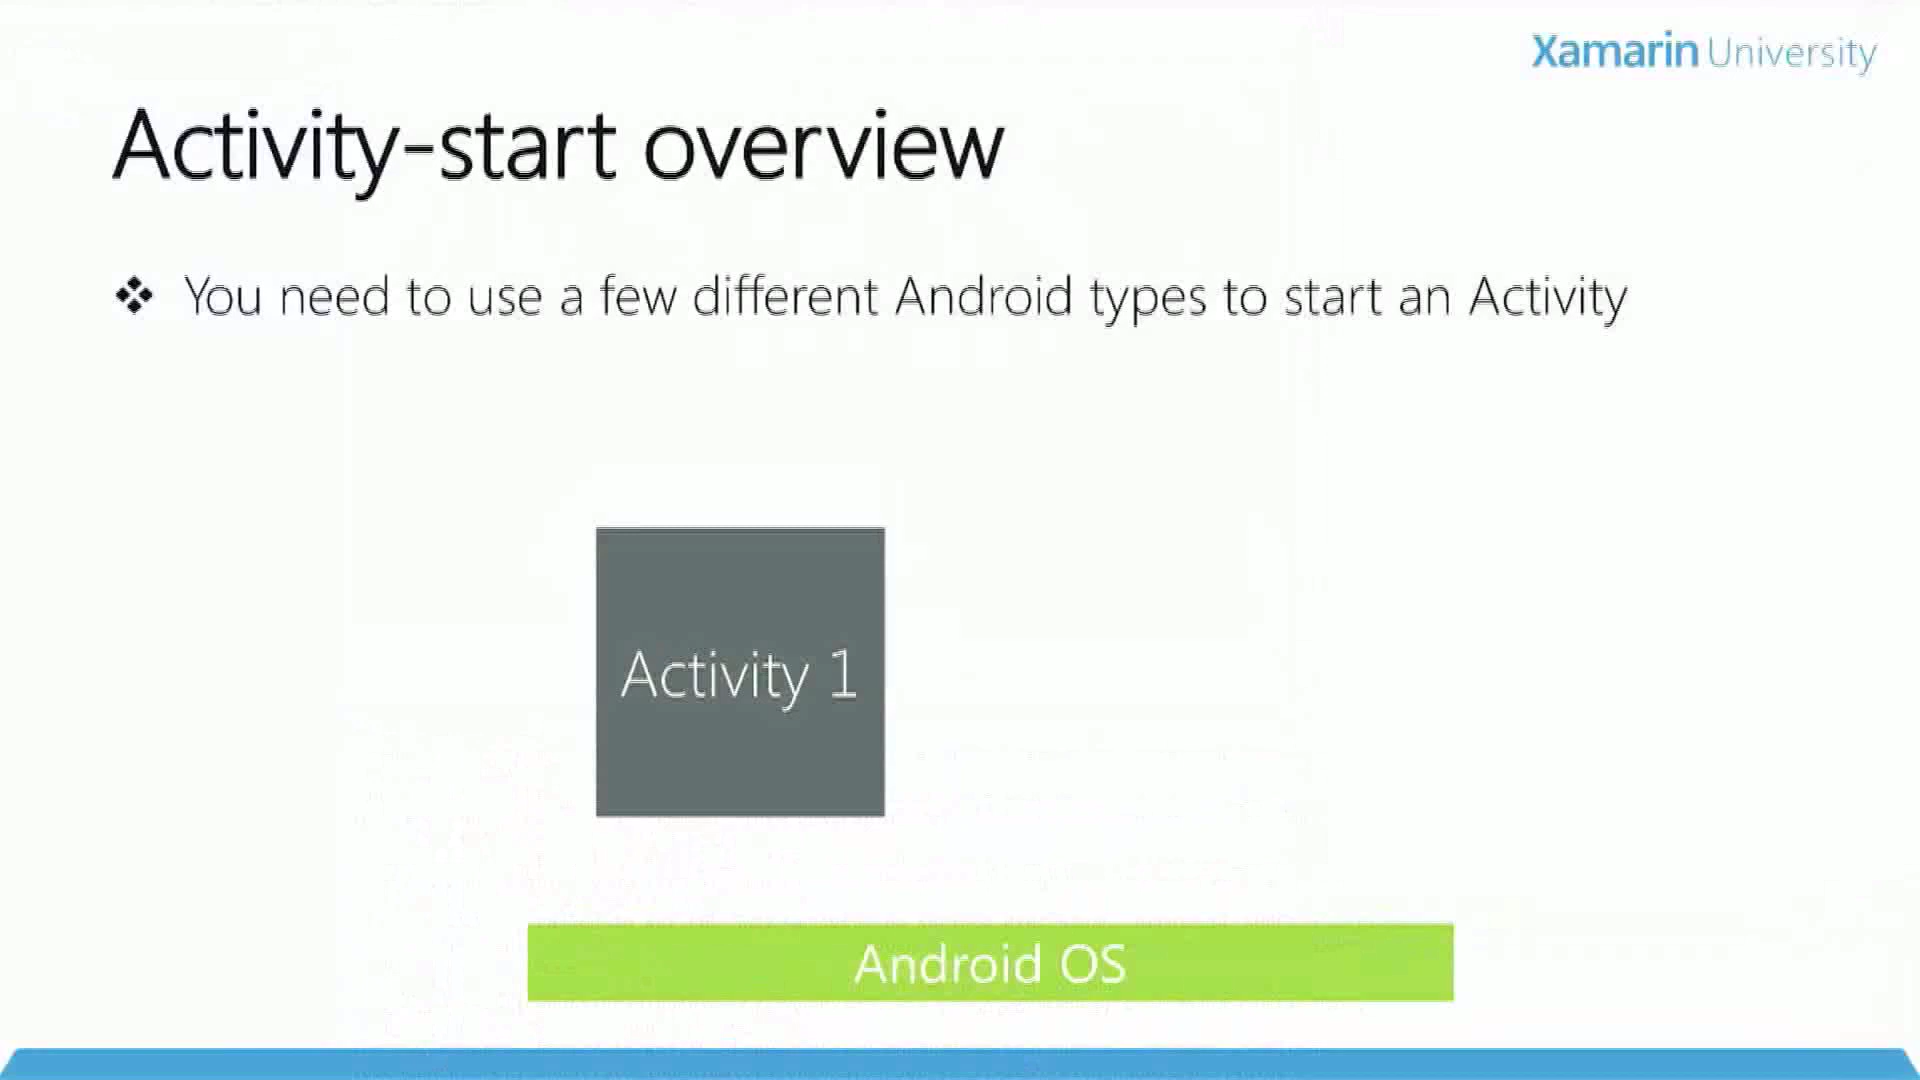 Xamarin University
Activity-start overview
❖ You need to use a few different Android types to start an Activity
Activity 1
Android OS